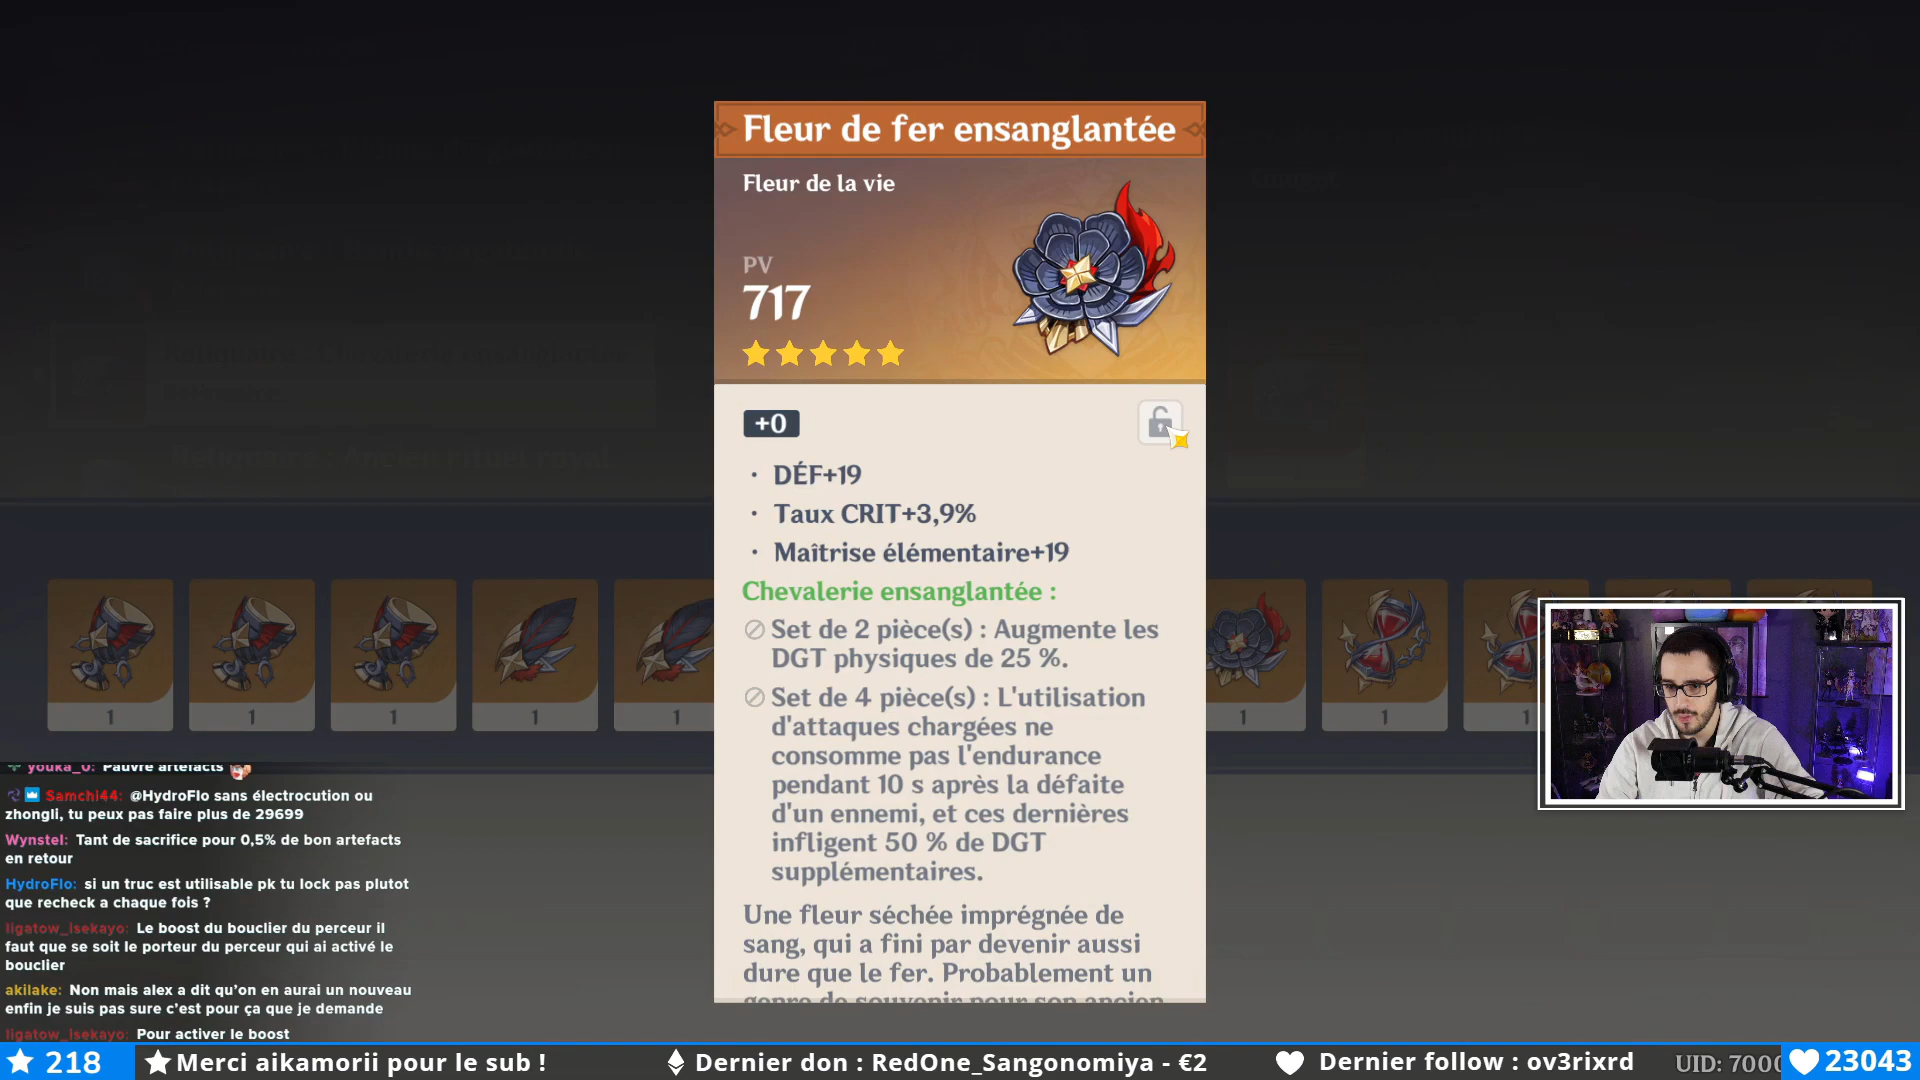 Fleur de fer ensanglantée
Fleur de la vie
PV
717
+0
· DÉF+19
· Taux CRIT+3,9%
· Maîtrise élémentaire+19
Chevalerie ensanglantée :
Set de 2 pièce(s) : Augmente les
DGT physiques de 25 %.
Set de 4 pièce(s) : L'utilisation
d'attaques chargées ne
consomme pas l'endurance
pendant 10 s après la défaite
d'un ennemi, et ces dernières
infligent 50 % de DGT
supplémentaires.
Une fleur séchée imprégnée de
sang, qui a fini par devenir aussi
dure que le fer. Probablement un
genre de souvenir pour son ancien
1 1 1 1 1 1 1 1
youka_0: Pauvre artefacts
Samchi44: @HydroFlo sans électrocution ou
zhongli, tu peux pas faire plus de 29699
Wynstel: Tant de sacrifice pour 0,5% de bon artefacts
en retour
HydroFlo: si un truc est utilisable pk tu lock pas plutot
que recheck a chaque fois ?
ligatow_isekayo: Le boost du bouclier du perceur il
faut que se soit le porteur du perceur qui ai activé le
bouclier
akilake: Non mais alex a dit qu'on en aurai un nouveau
enfin je suis pas sure c'est pour ça que je demande
ligatow_isekayo: Pour activer le boost
218
Merci aikamorii pour le sub !
Dernier don : RedOne_Sangonomiya - €2
Dernier follow : ov3rixrd
UID: 7000
23043